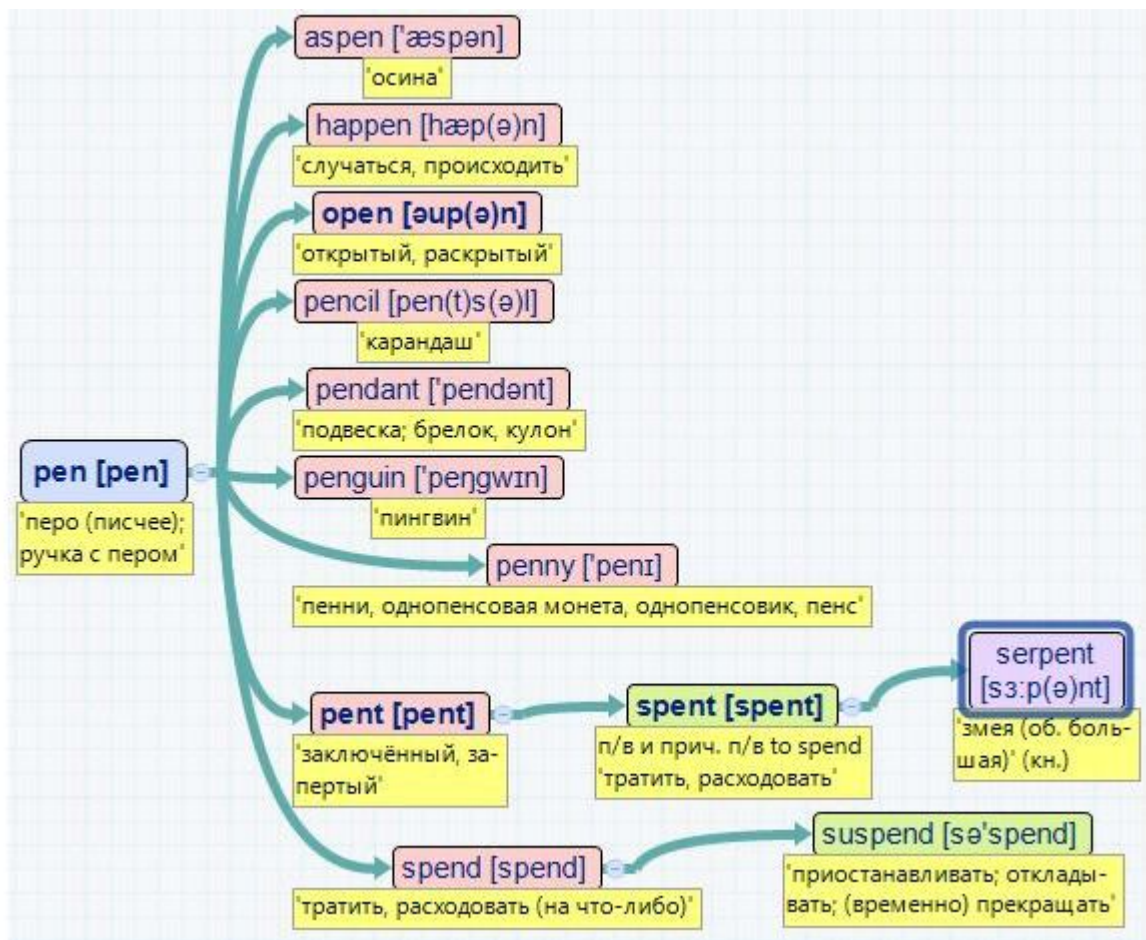 aspen ['æspən]
'осина'
happen [hæp(ə)n]
'случаться, происходить'
open [əup(ə)n]
'открытый, раскрытый'
pencil [pen(t)s(ə)l]
'карандаш'
pendant ['pendənt]
'подвеска; брелок, кулон'
pen [pen]
'перо (писчее);
ручка с пером'
penguin ['peŋgwɪn]
'пингвин'
penny ['penɪ]
'пенни, однопенсовая монета, однопенсовик, пенс'
pent [pent]
'заключённый, за-
пертый'
spent [spent]
п/в и прич. п/в to spend
'тратить, расходовать'
serpent
[sɜ:p(ə)nt]
'змея (об. боль-
шая)' (кн.)
spend [spend]
'тратить, расходовать (на что-либо)'
suspend [sə'spend]
'приостанавливать; отклады-
вать; (временно) прекращать'